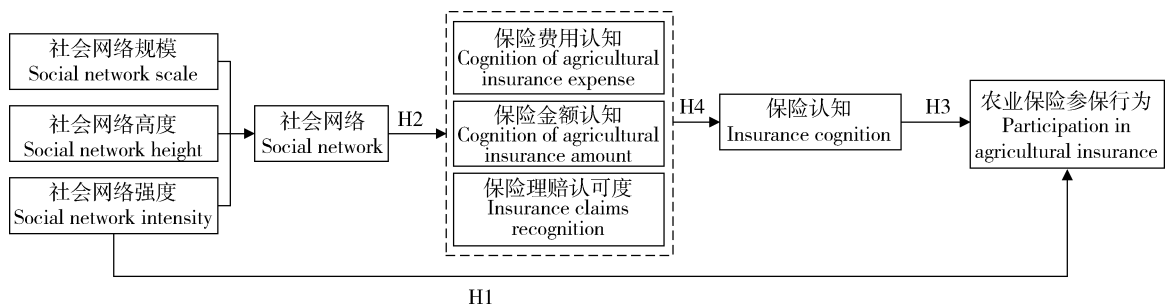 社会网络规模
Social network scale
社会网络高度
Social network height
社会网络强度
Social network intensity
社会网络
Social network
H2
保险费用认知
Cognition of agricultural
insurance expense
保险金额认知
Cognition of agricultural
insurance amount
保险理赔认可度
Insurance claims
recognition
H4
保险认知
Insurance cognition
H3
农业保险参保行为
Participation in
agricultural insurance
H1